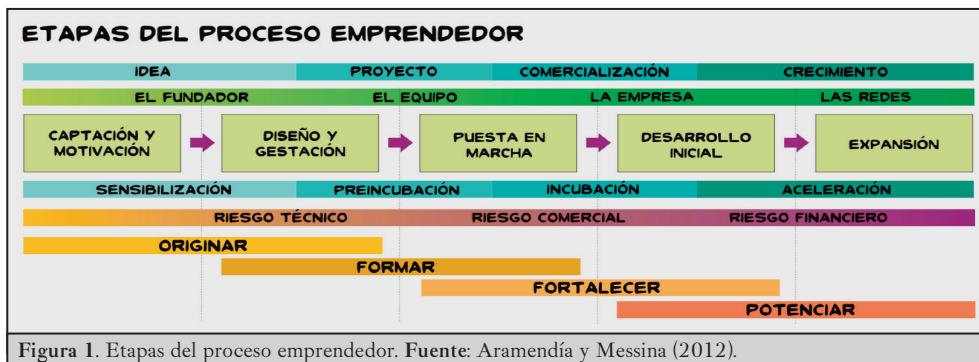 ETAPAS DEL PROCESO EMPRENDEDOR
IDEA PROYECTO COMERCIALIZACIÓN CRECIMIENTO
EL FUNDADOR EL EQUIPO LA EMPRESA LAS REDES
CAPTACIÓN Y
MOTIVACIÓN
DISEÑO Y
GESTACIÓN
PUESTA EN
MARCHA
DESARROLLO
INICIAL
EXPANSIÓN
SENSIBILIZACIÓN PREINCUBACIÓN INCUBACIÓN ACELERACIÓN
RIESGO TÉCNICO RIESGO COMERCIAL RIESGO FINANCIERO
ORIGINAR
FORMAR
FORTALECER
POTENCIAR
Figura 1. Etapas del proceso emprendedor. Fuente: Aramendía y Messina (2012).